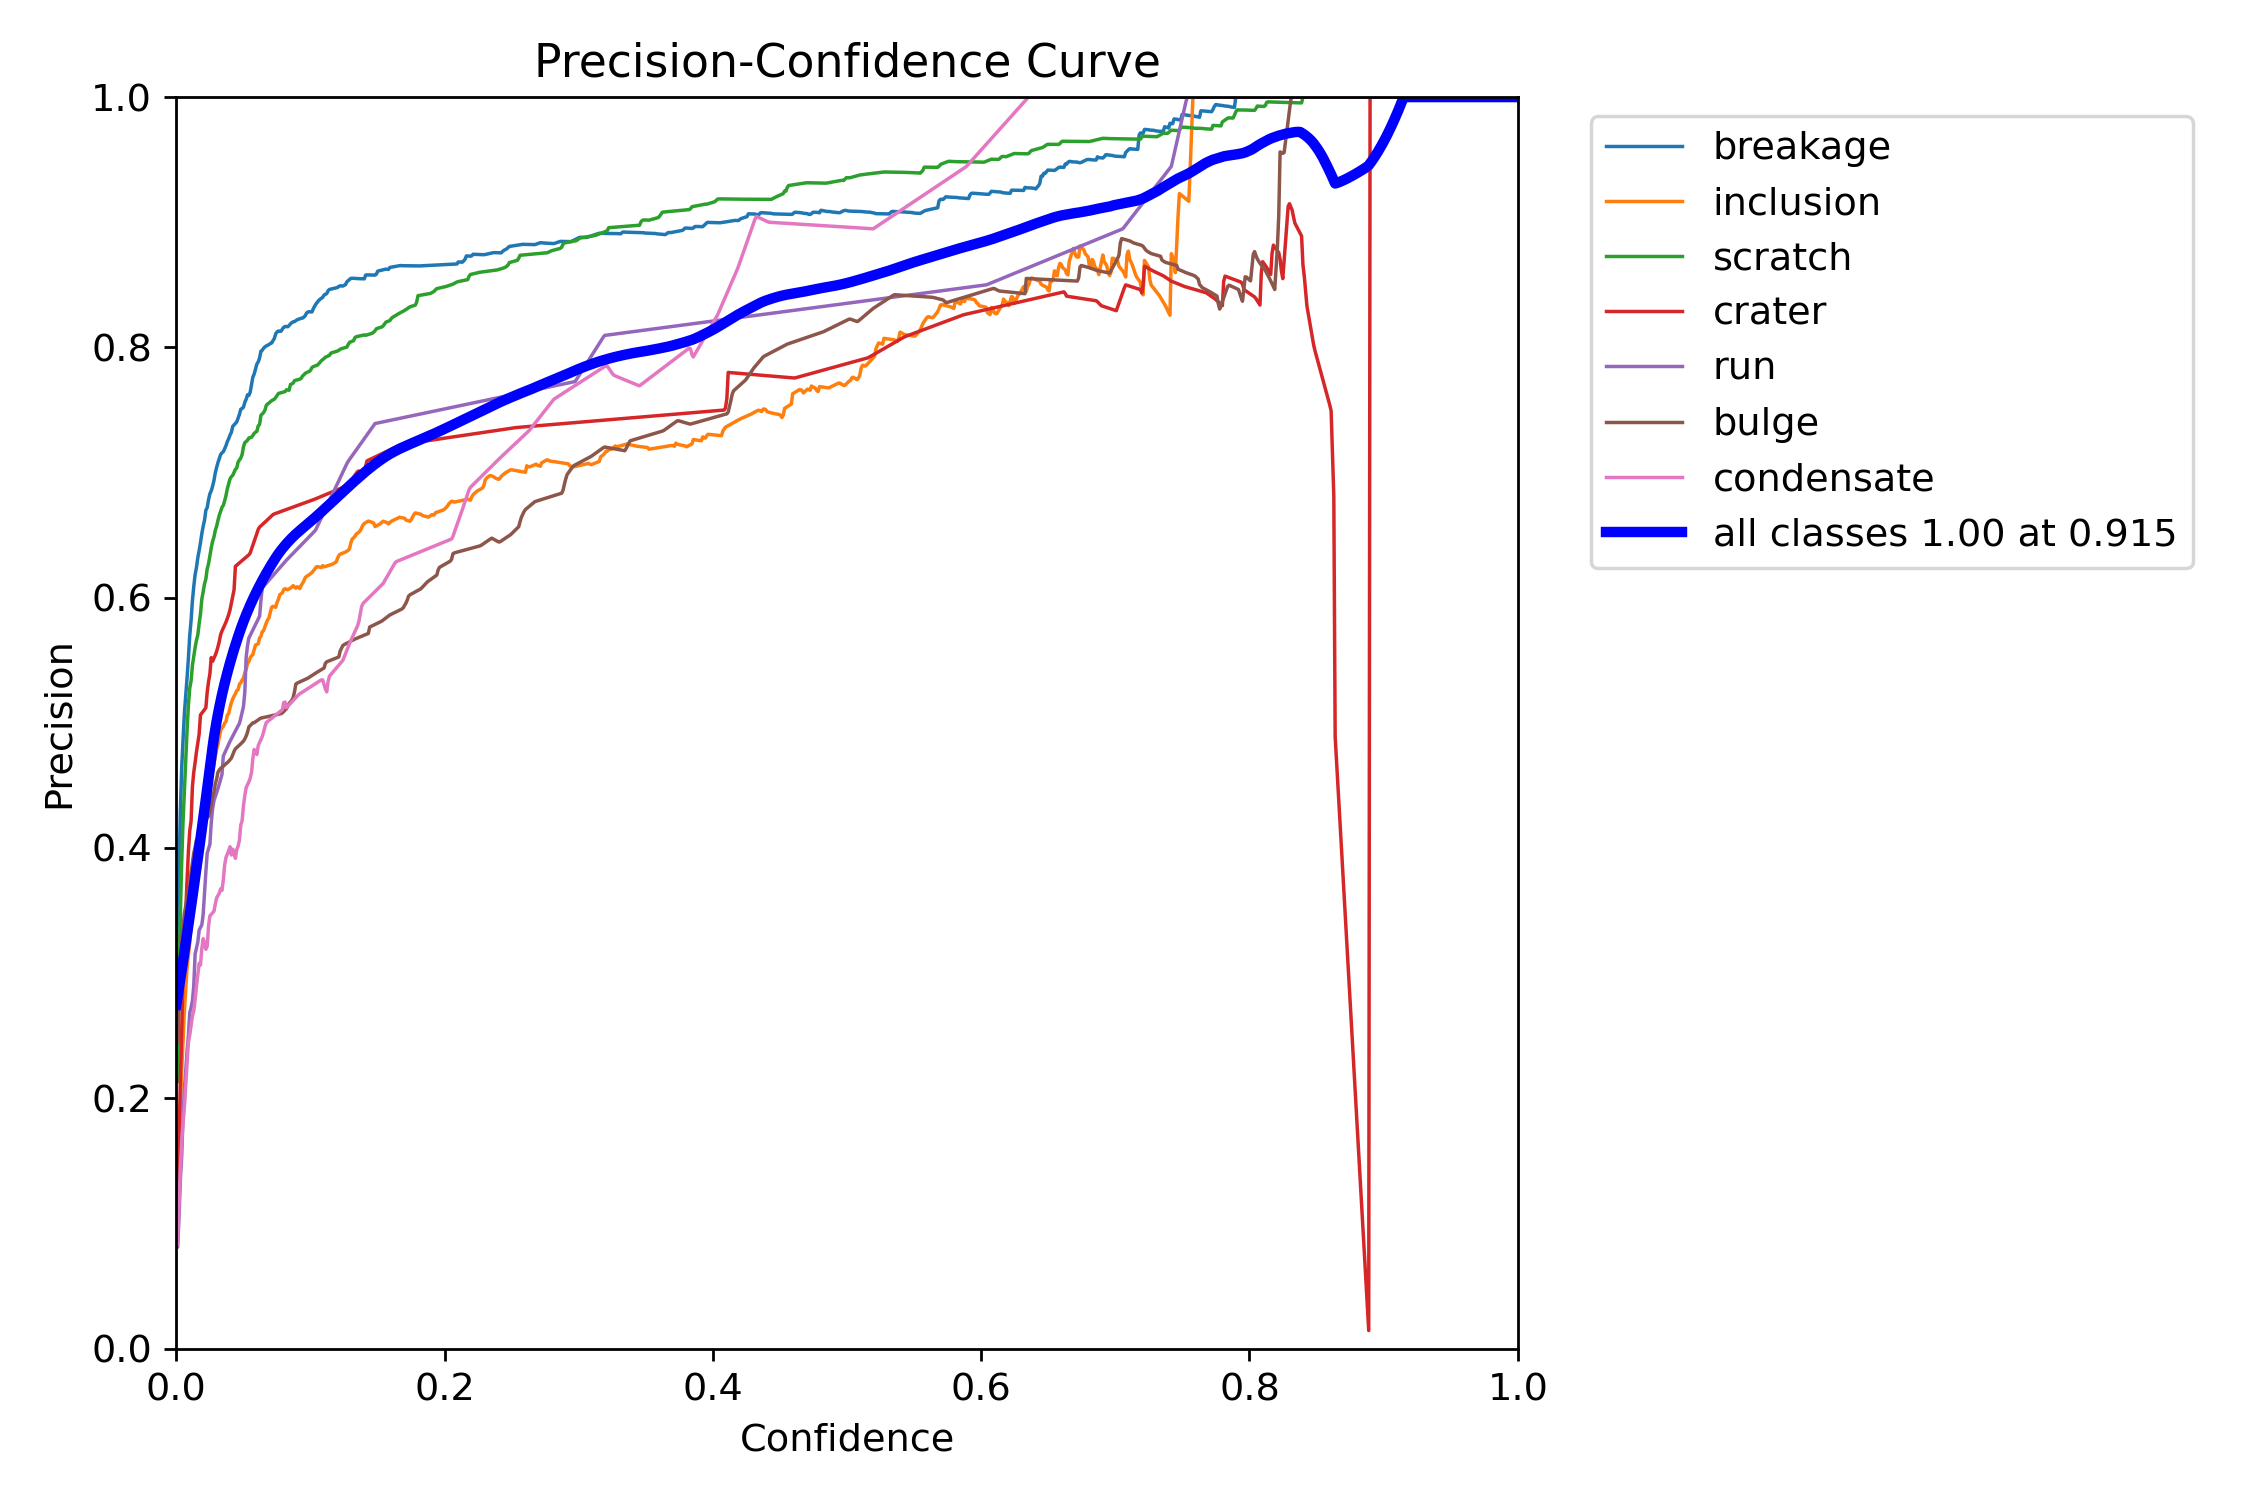 Precision-Confidence Curve
1.0
0.8
0.6
0.4
0.2
0.0
Precision
0.0 0.2 0.4 0.6 0.8 1.0
Confidence
breakage
inclusion
scratch
crater
run
bulge
condensate
all classes 1.00 at 0.915